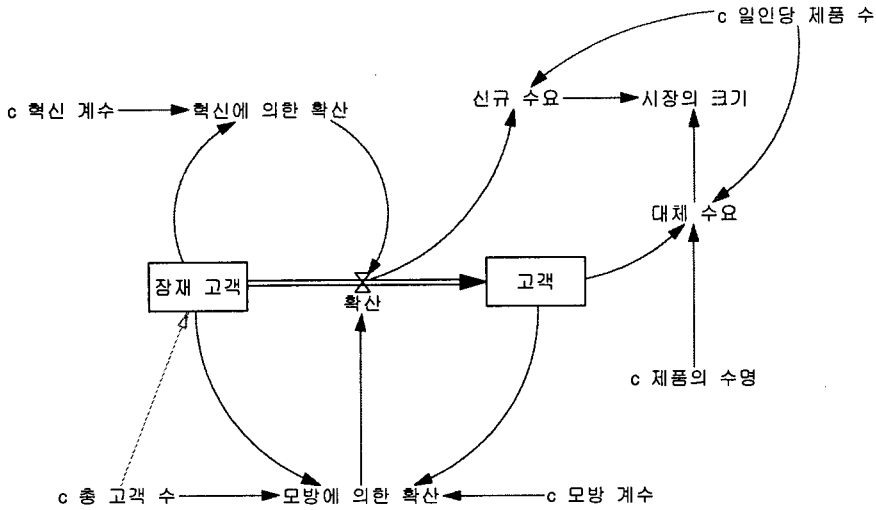 c 일인당 제품 수
신규 수요
시장의 크기
c 혁신 계수
혁신에 의한 확산
대체 수요
잠재 고객
고객
확산
c 제품의 수명
c 총 고객 수
모방에 의한 확산
c 모방 계수